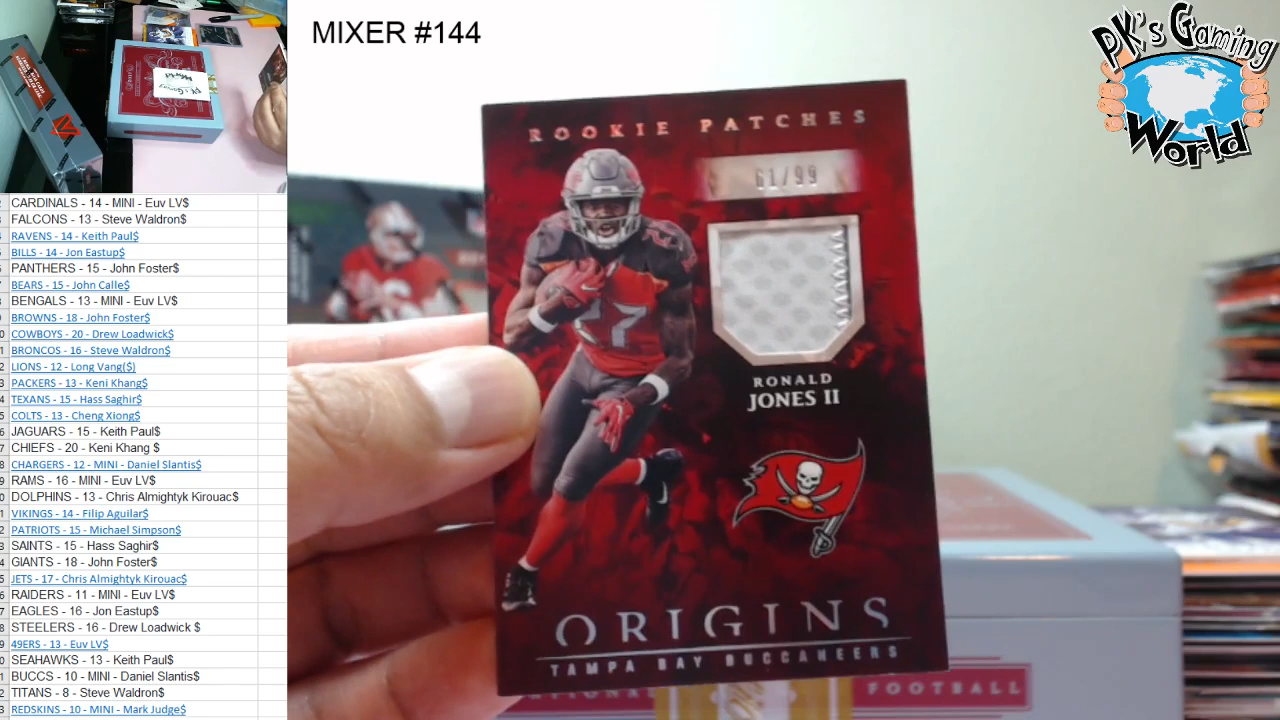 MIXER #144
PK's Gaming
World
CARDINALS - 14 - MINI - Euv LV$
FALCONS - 13 - Steve Waldron$
RAVENS - 14 - Keith Paul$
BILLS - 14 - Jon Eastup$
PANTHERS - 15 - John Foster$
BEARS - 15 - John Calle$
BENGALS - 13 - MINI - Euv LV$
BROWNS - 18 - John Foster$
COWBOYS - 20 - Drew Loadwick$
BRONCOS - 16 - Steve Waldron$
LIONS - 12 - Long Vang($)
PACKERS - 13 - Keni Khang$
TEXANS - 15 - Hass Saghir$
COLTS - 13 - Cheng Xiong$
JAGUARS - 15 - Keith Paul$
CHIEFS - 20 - Keni Khang $
CHARGERS - 12 - MINI - Daniel Slantis$
RAMS - 16 - MINI - Euv LV$
DOLPHINS - 13 - Chris Almightyk Kirouac$
VIKINGS - 14 - Filip Aguilar$
PATRIOTS - 15 - Michael Simpson$
SAINTS - 15 - Hass Saghir$
GIANTS - 18 - John Foster$
JETS - 17 - Chris Almightyk Kirouac$
RAIDERS - 11 - MINI - Euv LV$
EAGLES - 16 - Jon Eastup$
STEELERS - 16 - Drew Loadwick $
49ERS - 13 - Euv LV$
SEAHAWKS - 13 - Keith Paul$
BUCCS - 10 - MINI - Daniel Slantis$
TITANS - 8 - Steve Waldron$
REDSKINS - 10 - MINI - Mark Judge$
ROOKIE PATCHES
61/99
27
RONALD
JONES II
ORIGINS
TAMPA BAY BUCCANEERS
FOOTBALL